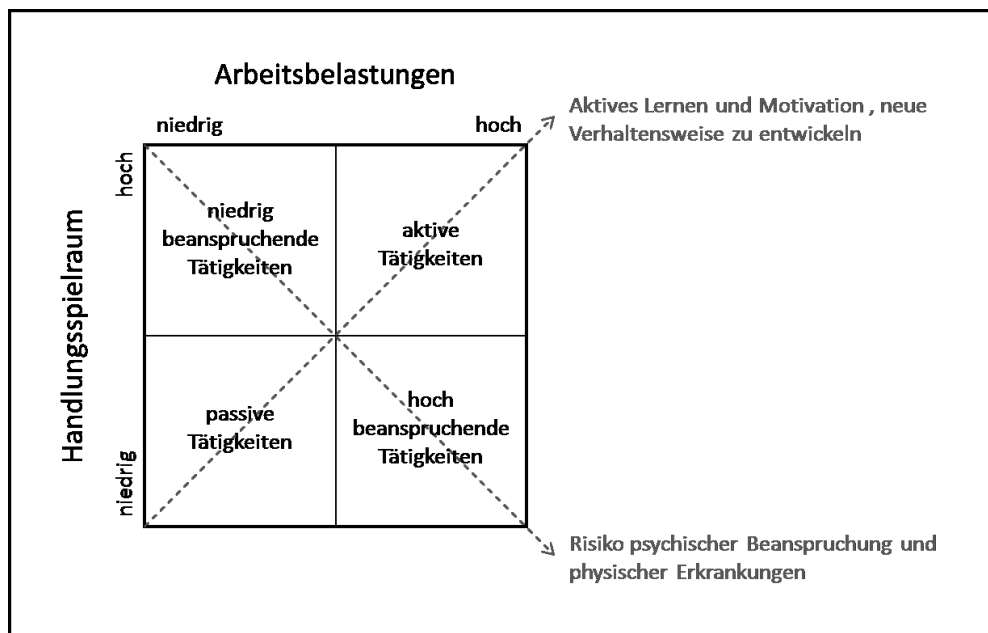 Arbeitsbelastungen
niedrig
hoch
Aktives Lernen und Motivation , neue
Verhaltensweise zu entwickeln
Handlungsspielraum
hoch
niedrig
niedrig
beanspruchende
Tätigkeiten
aktive
Tätigkeiten
passive
Tätigkeiten
hoch
beanspruchende
Tätigkeiten
Risiko psychischer Beanspruchung und
physischer Erkrankungen